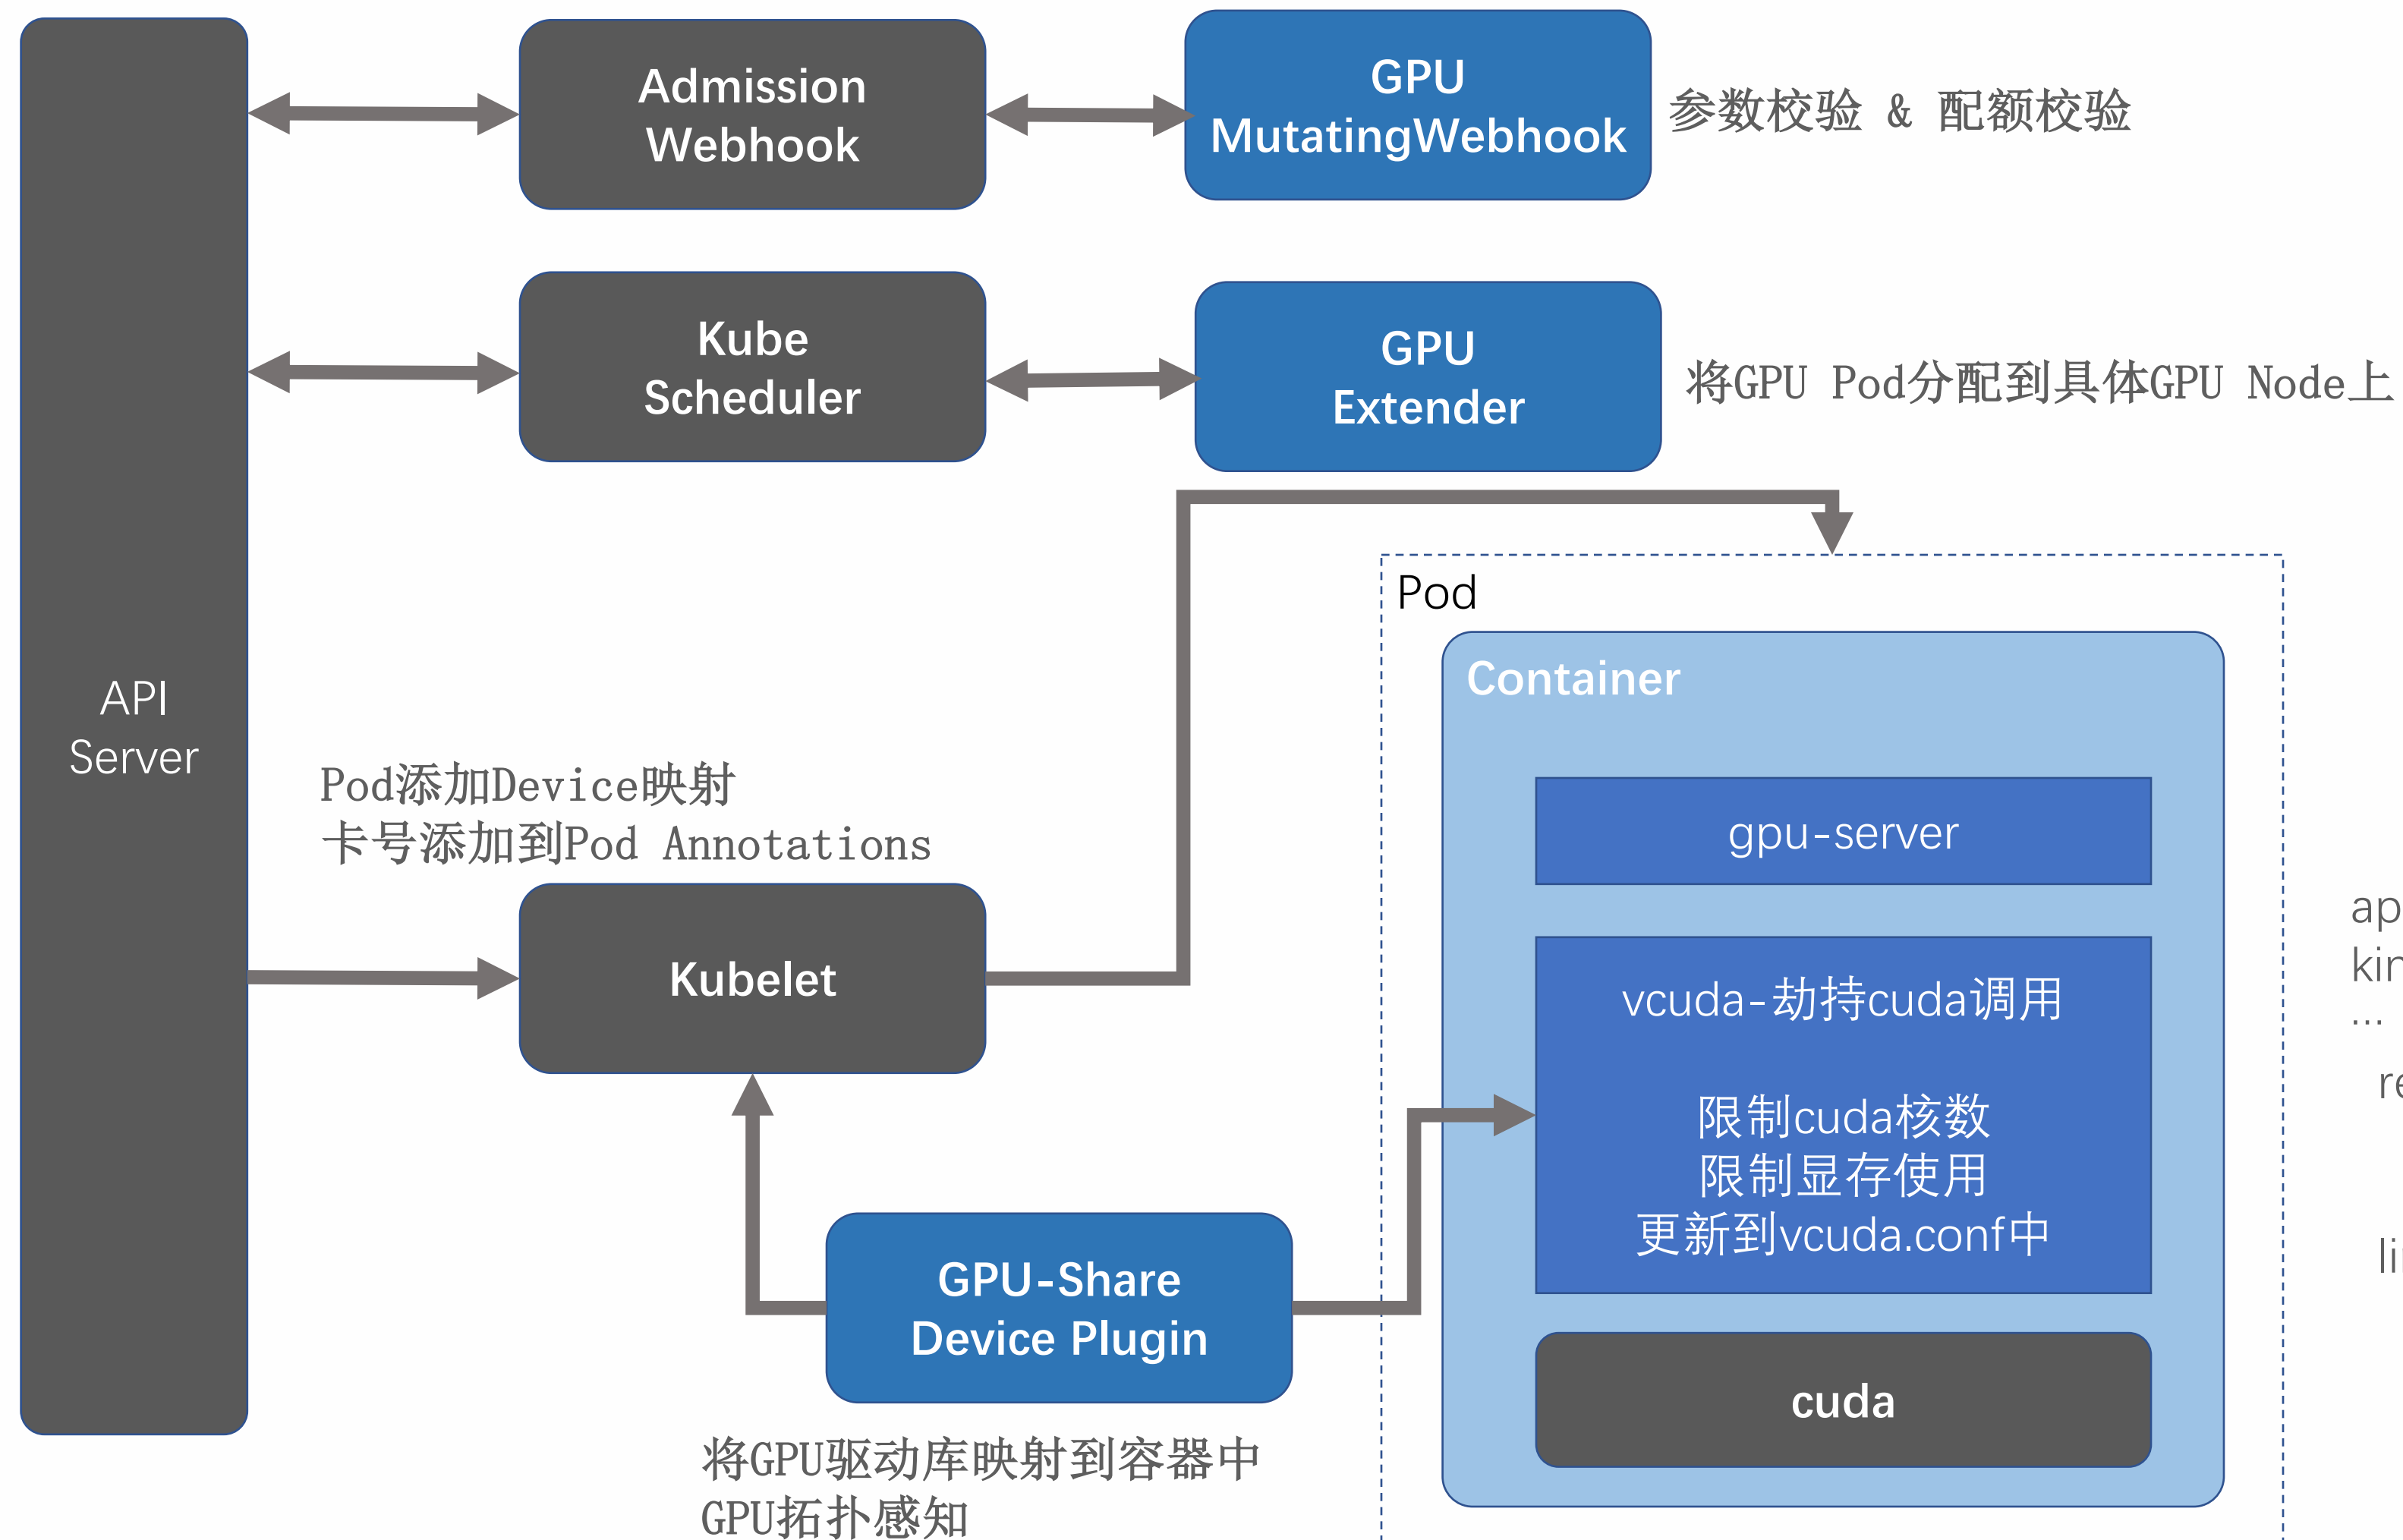 Admission
Webhook
GPU
MutatingWebhook
参数校验 & 配额校验
Kube
Scheduler
GPU
Extender
将GPU Pod分配到具体GPU Node上
API
Server
Pod添加Device映射
卡号添加到Pod Annotations
Kubelet
GPU-Share
Device Plugin
将GPU驱动库映射到容器中
GPU拓扑感知
Pod
Container
gpu-server
vcuda-劫持cuda调用
限制cuda核数
限制显存使用
更新到vcuda.conf中
cuda
...